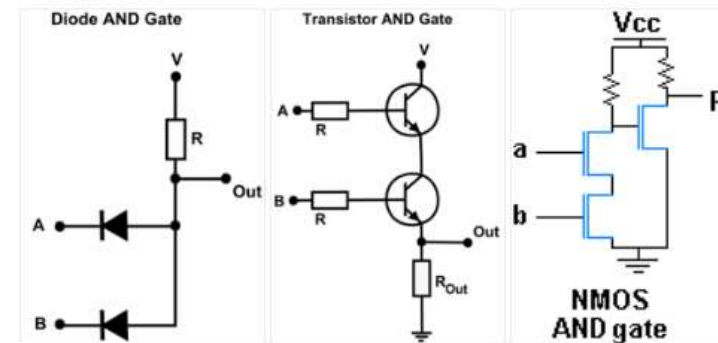 Diode AND Gate
V
R
Out
A
B
Transistor AND Gate
V
A
R
B
R
Out
ROut
Vcc
a
b
NMOS
AND gate